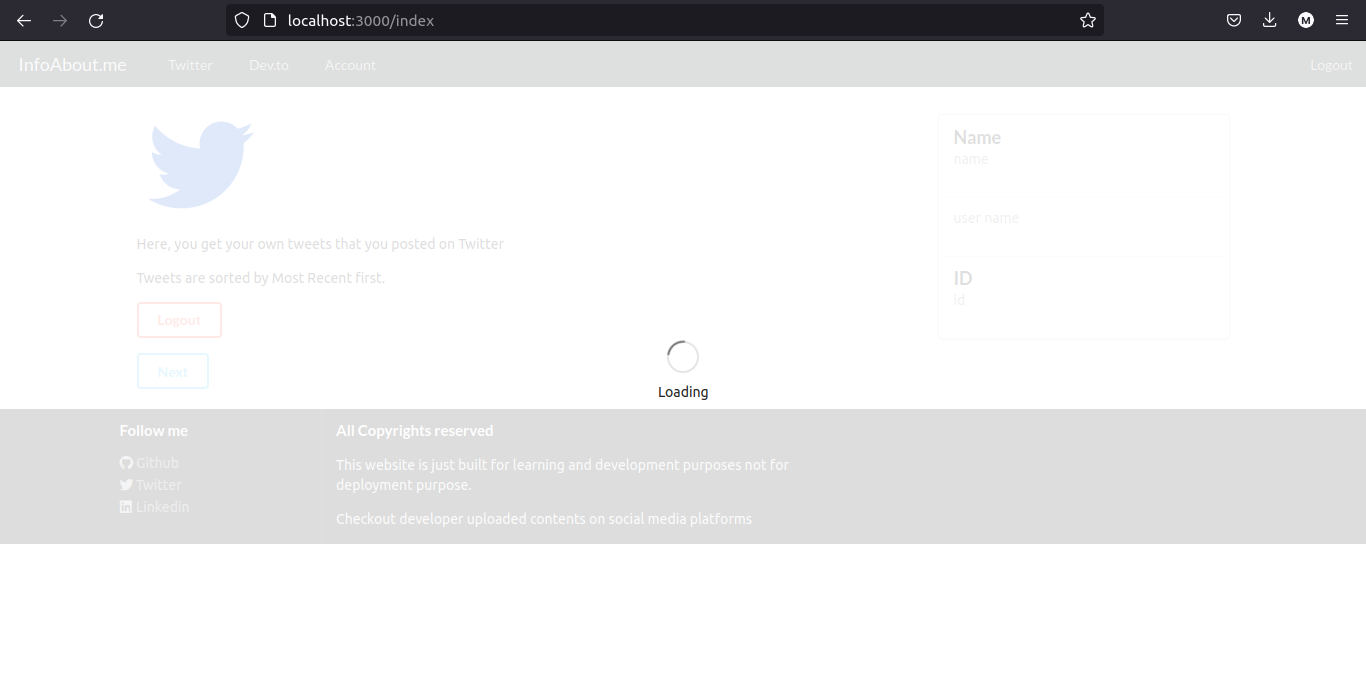 localhost:3000/index
M
InfoAbout.me Twitter Dev.to Account Logout
Here, you get your own tweets that you posted on Twitter
Tweets are sorted by Most Recent first.
Logout
Next
Name
name
user name
ID
id
Loading
Follow me
Github
Twitter
Linkedin
All Copyrights reserved
This website is just built for learning and development purposes not for
deployment purpose.
Checkout developer uploaded contents on social media platforms